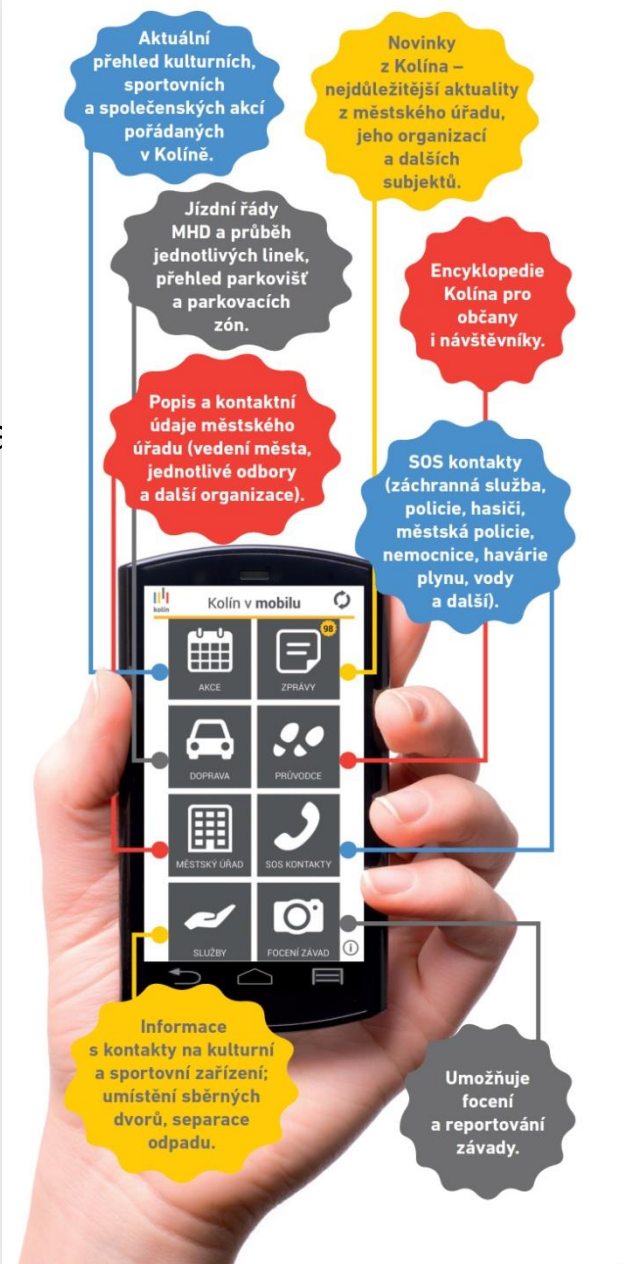 Aktuální
přehled kulturních,
sportovních
a společenských akcí
pořádaných
v Kolíně.
Novinky
z Kolína –
nejdůležitější aktuality
z městského úřadu,
jeho organizací
a dalších
subjektů.
Jízdní řády
MHD a průběh
jednotlivých linek,
přehled parkovišť
a parkovacích
zón.
Encyklopedie
Kolína pro
občany
i návštěvníky.
Popis a kontaktní
údaje městského
úřadu (vedení města,
jednotlivé odbory
a další organizace).
SOS kontakty
(záchranná služba,
policie, hasiči,
městská policie,
nemocnice, havárie
plynu, vody
a další).
kolín
Kolín v mobilu
98
AKCE
ZPRÁVY
DOPRAVA
PRŮVODCE
MĚSTSKÝ ÚŘAD
SOS KONTAKTY
SLUŽBY
FOCENÍ ZÁVAD
Informace
s kontakty na kulturní
a sportovní zařízení;
umístění sběrných
dvorů, separace
odpadu.
Umožňuje
focení
a reportování
závady.